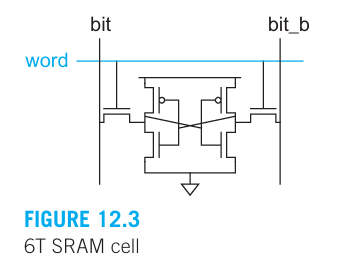 bit bit_b
word
FIGURE 12.3
6T SRAM cell